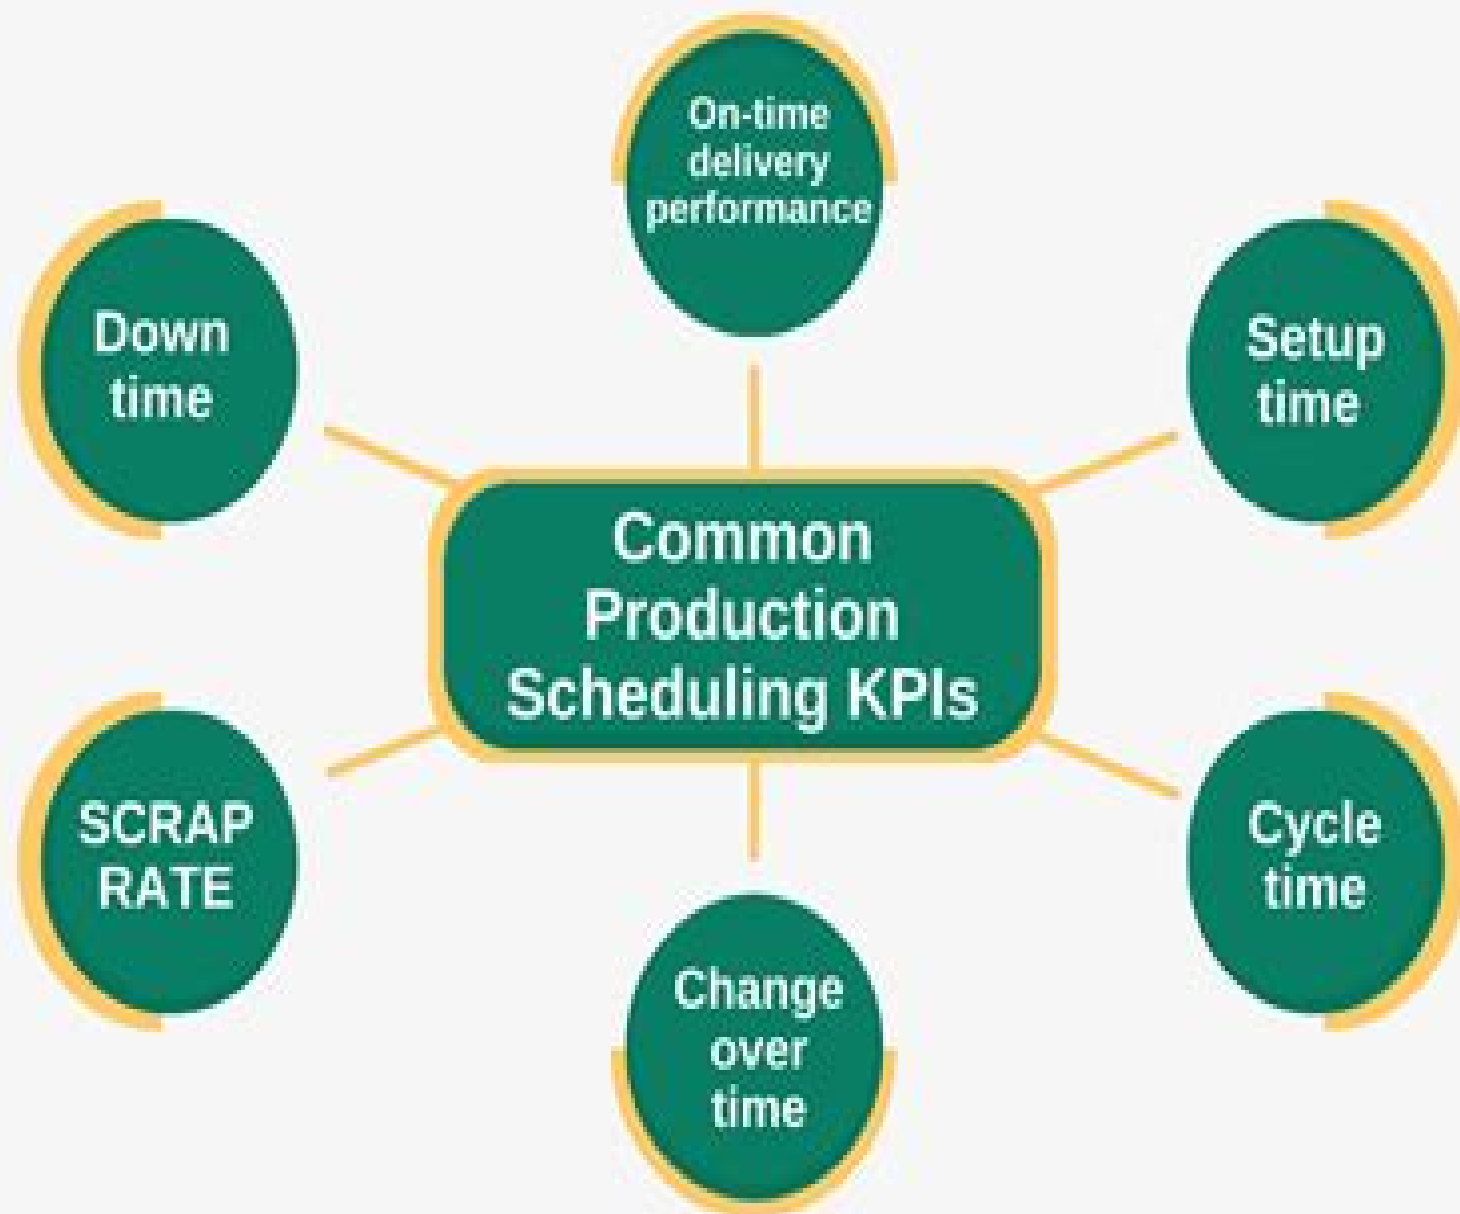 On-time
delivery
performance
Down
time
Setup
time
Common
Production
Scheduling KPIs
SCRAP
RATE
Cycle
time
Change
over
time